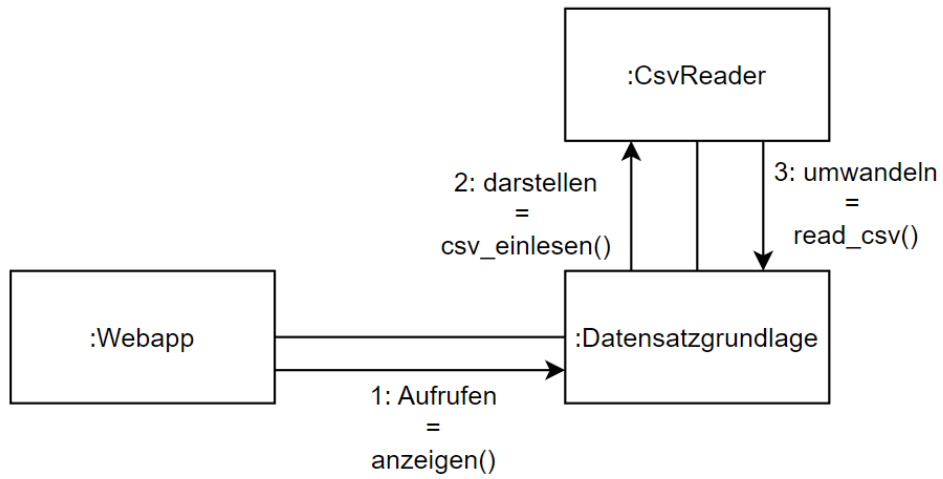 :CsvReader
2: darstellen
=
csv_einlesen()
3: umwandeln
=
read_csv()
:Webapp
:Datensatzgrundlage
1: Aufrufen
=
anzeigen()